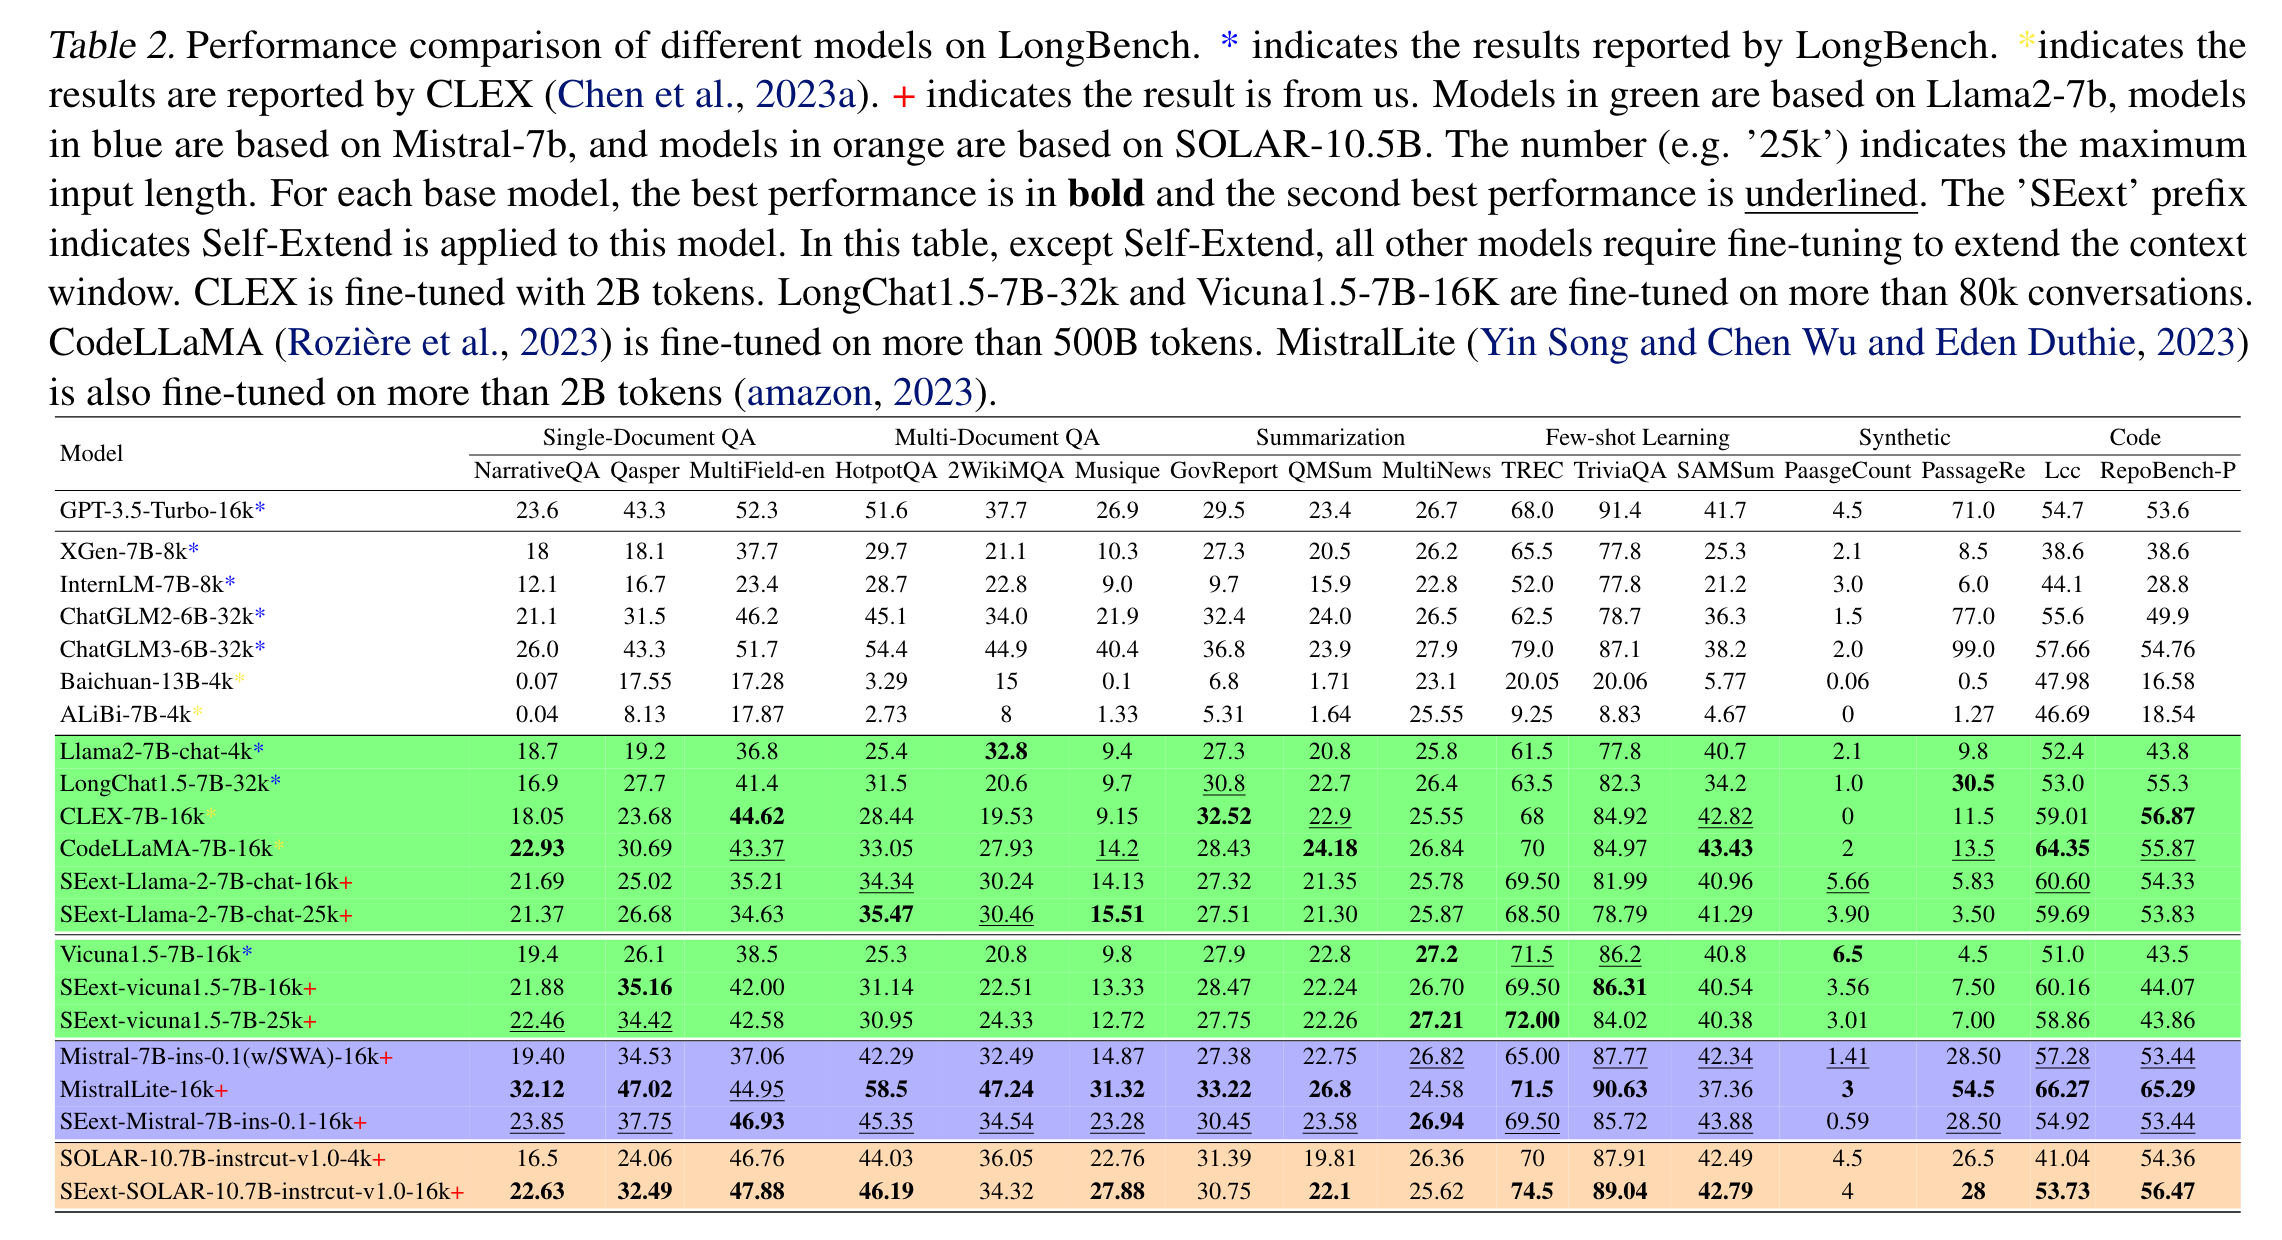 Table 2. Performance comparison of different models on LongBench. * indicates the results reported by LongBench. *indicates the
results are reported by CLEX (Chen et al., 2023a). + indicates the result is from us. Models in green are based on Llama2-7b, models
in blue are based on Mistral-7b, and models in orange are based on SOLAR-10.5B. The number (e.g. ’25k’) indicates the maximum
input length. For each base model, the best performance is in bold and the second best performance is underlined. The ’SEext’ prefix
indicates Self-Extend is applied to this model. In this table, except Self-Extend, all other models require fine-tuning to extend the context
window. CLEX is fine-tuned with 2B tokens. LongChat1.5-7B-32k and Vicuna1.5-7B-16K are fine-tuned on more than 80k conversations.
CodeLLaMA (Rozière et al., 2023) is fine-tuned on more than 500B tokens. MistralLite (Yin Song and Chen Wu and Eden Duthie, 2023)
is also fine-tuned on more than 2B tokens (amazon, 2023).
Model Single-Document QA Multi-Document QA Summarization Few-shot Learning Synthetic Code
NarrativeQA Qasper MultiField-en HotpotQA 2WikiMQA Musique GovReport QMSum MultiNews TREC TriviaQA SAMSum PaasgeCount PassageRe Lcc RepoBench-P
GPT-3.5-Turbo-16k* 23.6 43.3 52.3 51.6 37.7 26.9 29.5 23.4 26.7 68.0 91.4 41.7 4.5 71.0 54.7 53.6
XGen-7B-8k* 18 18.1 37.7 29.7 21.1 10.3 27.3 20.5 26.2 65.5 77.8 25.3 2.1 8.5 38.6 38.6
InternLM-7B-8k* 12.1 16.7 23.4 28.7 22.8 9.0 9.7 15.9 22.8 52.0 77.8 21.2 3.0 6.0 44.1 28.8
ChatGLM2-6B-32k* 21.1 31.5 46.2 45.1 34.0 21.9 32.4 24.0 26.5 62.5 78.7 36.3 1.5 77.0 55.6 49.9
ChatGLM3-6B-32k* 26.0 43.3 51.7 54.4 44.9 40.4 36.8 23.9 27.9 79.0 87.1 38.2 2.0 99.0 57.66 54.76
Baichuan-13B-4k* 0.07 17.55 17.28 3.29 15 0.1 6.8 1.71 23.1 20.05 20.06 5.77 0.06 0.5 47.98 16.58
ALiBi-7B-4k* 0.04 8.13 17.87 2.73 8 1.33 5.31 1.64 25.55 9.25 8.83 4.67 0 1.27 46.69 18.54
Llama2-7B-chat-4k* 18.7 19.2 36.8 25.4 32.8 9.4 27.3 20.8 25.8 61.5 77.8 40.7 2.1 9.8 52.4 43.8
LongChat1.5-7B-32k* 16.9 27.7 41.4 31.5 20.6 9.7 30.8 22.7 26.4 63.5 82.3 34.2 1.0 30.5 53.0 55.3
CLEX-7B-16k* 18.05 23.68 44.62 28.44 19.53 9.15 32.52 22.9 25.55 68 84.92 42.82 0 11.5 59.01 56.87
CodeLLaMA-7B-16k* 22.93 30.69 43.37 33.05 27.93 14.2 28.43 24.18 26.84 70 84.97 43.43 2 13.5 64.35 55.87
SEext-Llama-2-7B-chat-16k+ 21.69 25.02 35.21 34.34 30.24 14.13 27.32 21.35 25.78 69.50 81.99 40.96 5.66 5.83 60.60 54.33
SEext-Llama-2-7B-chat-25k+ 21.37 26.68 34.63 35.47 30.46 15.51 27.51 21.30 25.87 68.50 78.79 41.29 3.90 3.50 59.69 53.83
Vicuna1.5-7B-16k* 19.4 26.1 38.5 25.3 20.8 9.8 27.9 22.8 27.2 71.5 86.2 40.8 6.5 4.5 51.0 43.5
SEext-vicuna1.5-7B-16k+ 21.88 35.16 42.00 31.14 22.51 13.33 28.47 22.24 26.70 69.50 86.31 40.54 3.56 7.50 60.16 44.07
SEext-vicuna1.5-7B-25k+ 22.46 34.42 42.58 30.95 24.33 12.72 27.75 22.26 27.21 72.00 84.02 40.38 3.01 7.00 58.86 43.86
Mistral-7B-ins-0.1(w/SWA)-16k+ 19.40 34.53 37.06 42.29 32.49 14.87 27.38 22.75 26.82 65.00 87.77 42.34 1.41 28.50 57.28 53.44
MistralLite-16k+ 32.12 47.02 44.95 58.5 47.24 31.32 33.22 26.8 24.58 71.5 90.63 37.36 3 54.5 66.27 65.29
SEext-Mistral-7B-ins-0.1-16k+ 23.85 37.75 46.93 45.35 34.54 23.28 30.45 23.58 26.94 69.50 85.72 43.88 0.59 28.50 54.92 53.44
SOLAR-10.7B-instrcut-v1.0-4k+ 16.5 24.06 46.76 44.03 36.05 22.76 31.39 19.81 26.36 70 87.91 42.49 4.5 26.5 41.04 54.36
SEext-SOLAR-10.7B-instrcut-v1.0-16k+ 22.63 32.49 47.88 46.19 34.32 27.88 30.75 22.1 25.62 74.5 89.04 42.79 4 28 53.73 56.47